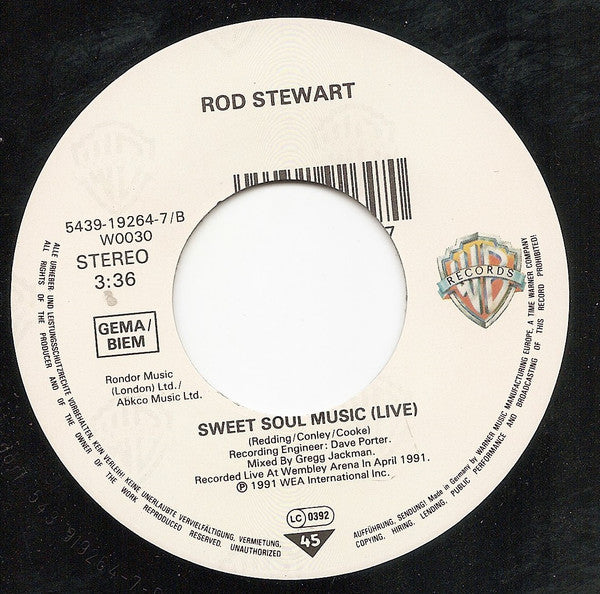 ROD STEWART
5439-19264-7/B
W0030
STEREO
3:36
GEMA/
BIEM
Rondor Music
(London) Ltd./
Abkco Music Ltd.
WB
RECORDS
7
SWEET SOUL MUSIC (LIVE)
(Redding/Conley/Cooke)
Recording Engineer: Dave Porter.
Mixed By Gregg Jackman.
Recorded Live At Wembley Arena In April 1991.
Ⓟ 1991 WEA International Inc.
LC 0392
45
ALLE URHEBER UND LEISTUNGSSCHUTZRECHTE VORBEHALTEN. KEIN VERLEIH! KEINE UNERLAUBTE VERVIELFÄLTIGUNG, VERMIETUNG,
AUFFÜHRUNG, SENDUNG! Made in Germany by WARNER MUSIC MANUFACTURING EUROPE, A TIME WARNER COMPANY
ALL RIGHTS OF THE PRODUCER AND OF THE OWNER OF THE WORK REPRODUCED RESERVED. UNAUTHORIZED
COPYING, HIRING, LENDING, PUBLIC PERFORMANCE AND BROADCASTING OF THIS RECORD PROHIBITED!